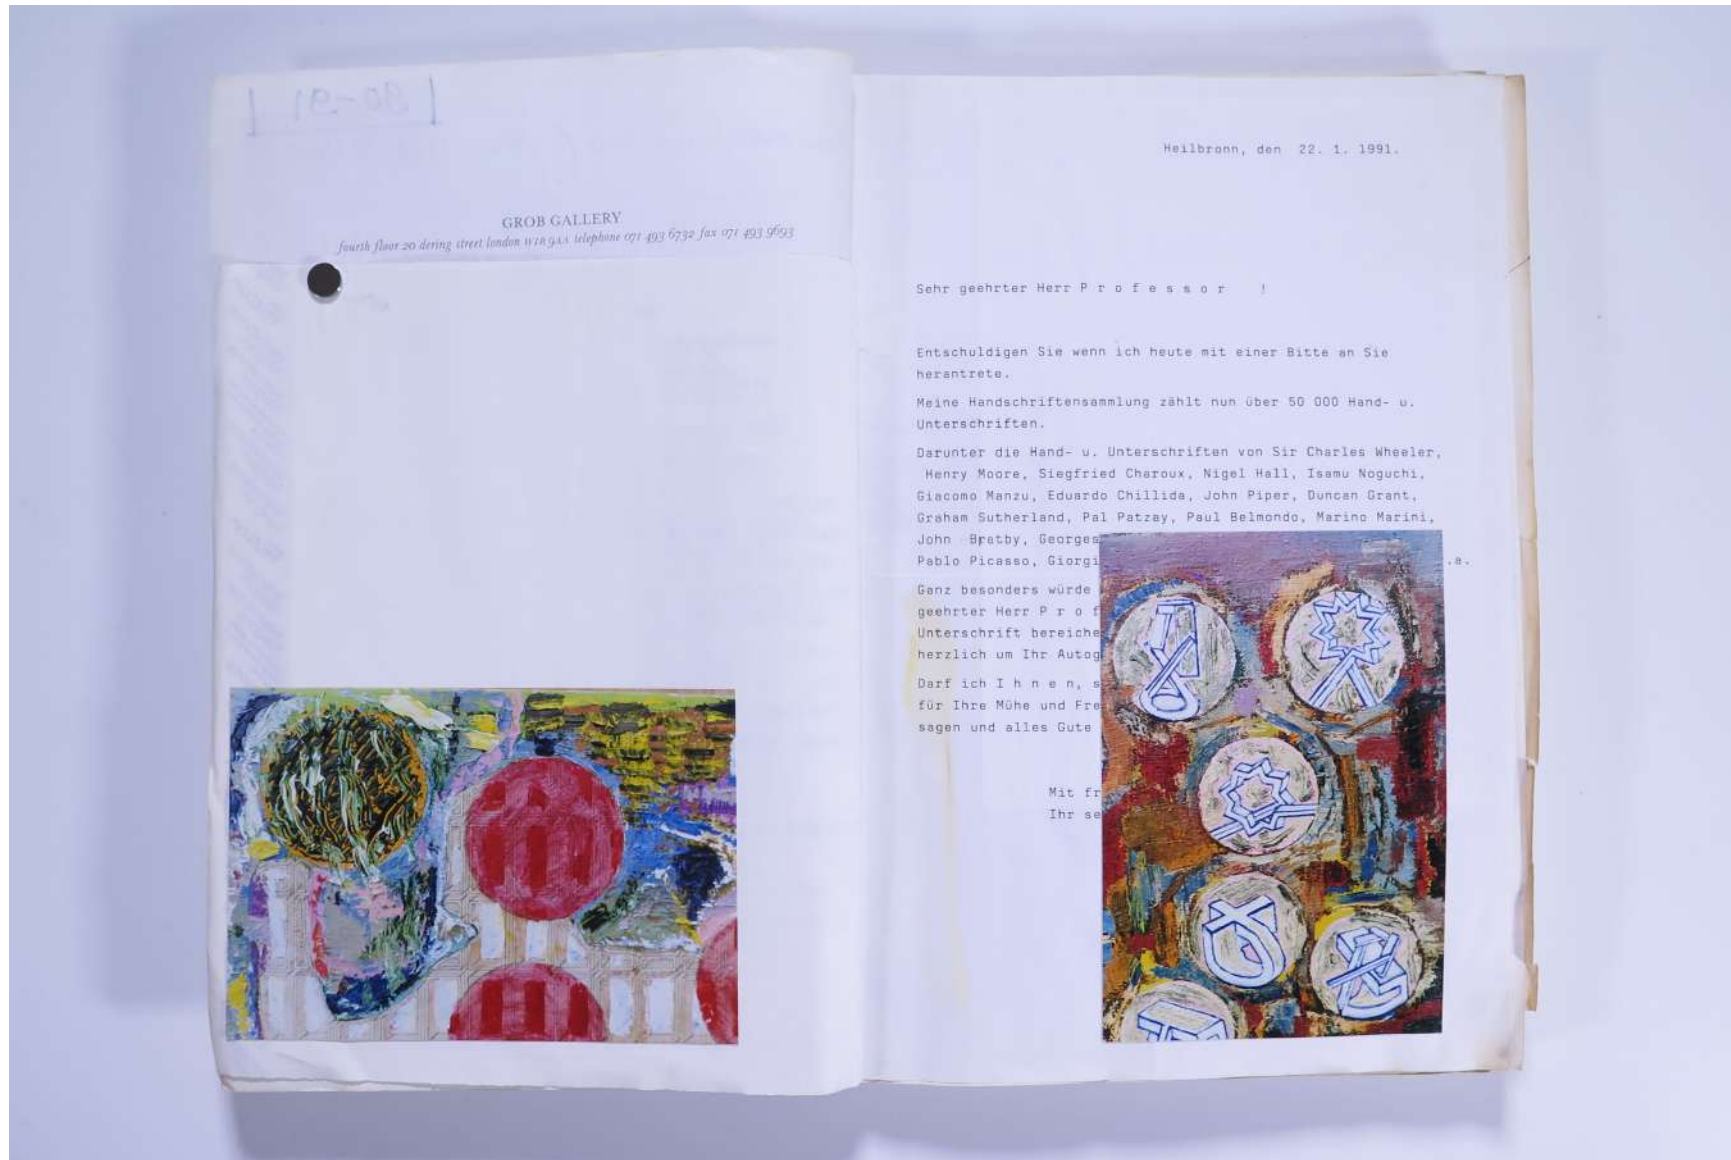 90-91
GROB GALLERY
fourth floor 20 dering street london W1R 9AA telephone 071 493 6732 fax 071 493 9693
Heilbronn, den 22. 1. 1991.
Sehr geehrter Herr P r o f e s s o r !
Entschuldigen Sie wenn ich heute mit einer Bitte an Sie
herantrete.
Meine Handschriftensammlung zählt nun über 50 000 Hand- u.
Unterschriften.
Darunter die Hand- u. Unterschriften von Sir Charles Wheeler,
Henry Moore, Siegfried Charoux, Nigel Hall, Isamu Noguchi,
Giacomo Manzu, Eduardo Chillida, John Piper, Duncan Grant,
Graham Sutherland, Pal Patzay, Paul Belmondo, Marino Marini,
John Bratby, Georges
Pablo Picasso, Giorgi .a.
Ganz besonders würde
geehrter Herr P r o f
Unterschrift bereiche
herzlich um Ihr Autog
Darf ich I h n e n, s
für Ihre Mühe und Fre
sagen und alles Gute
Mit fr
Ihr se